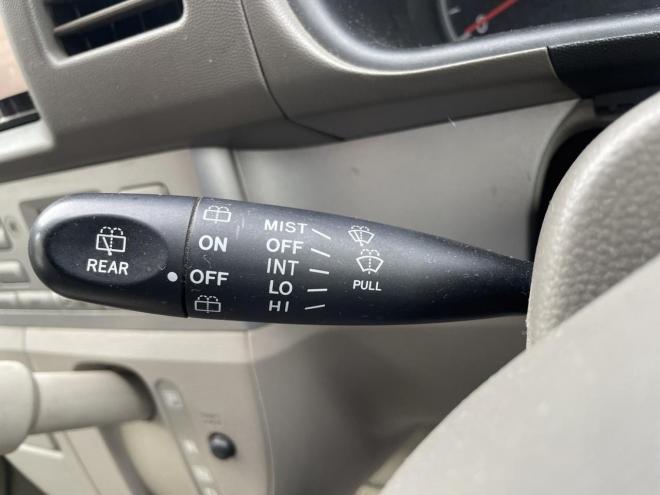 REAR
ON
OFF
MIST
OFF
INT
LO
HI
PULL